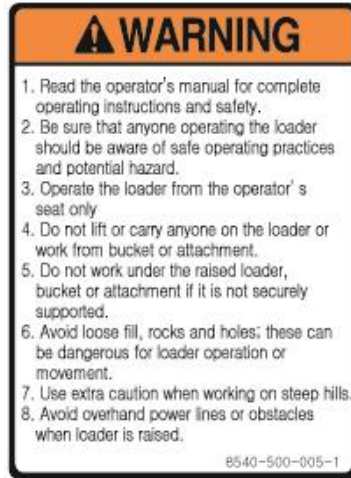 WARNING
1. Read the operator's manual for complete
operating instructions and safety.
2. Be sure that anyone operating the loader
should be aware of safe operating practices
and potential hazard.
3. Operate the loader from the operator' s
seat only
4. Do not lift or carry anyone on the loader or
work from bucket or attachment.
5. Do not work under the raised loader,
bucket or attachment if it is not securely
supported.
6. Avoid loose fill, rocks and holes; these can
be dangerous for loader operation or
movement.
7. Use extra caution when working on steep hills.
8. Avoid overhand power lines or obstacles
when loader is raised.
8540-500-005-1